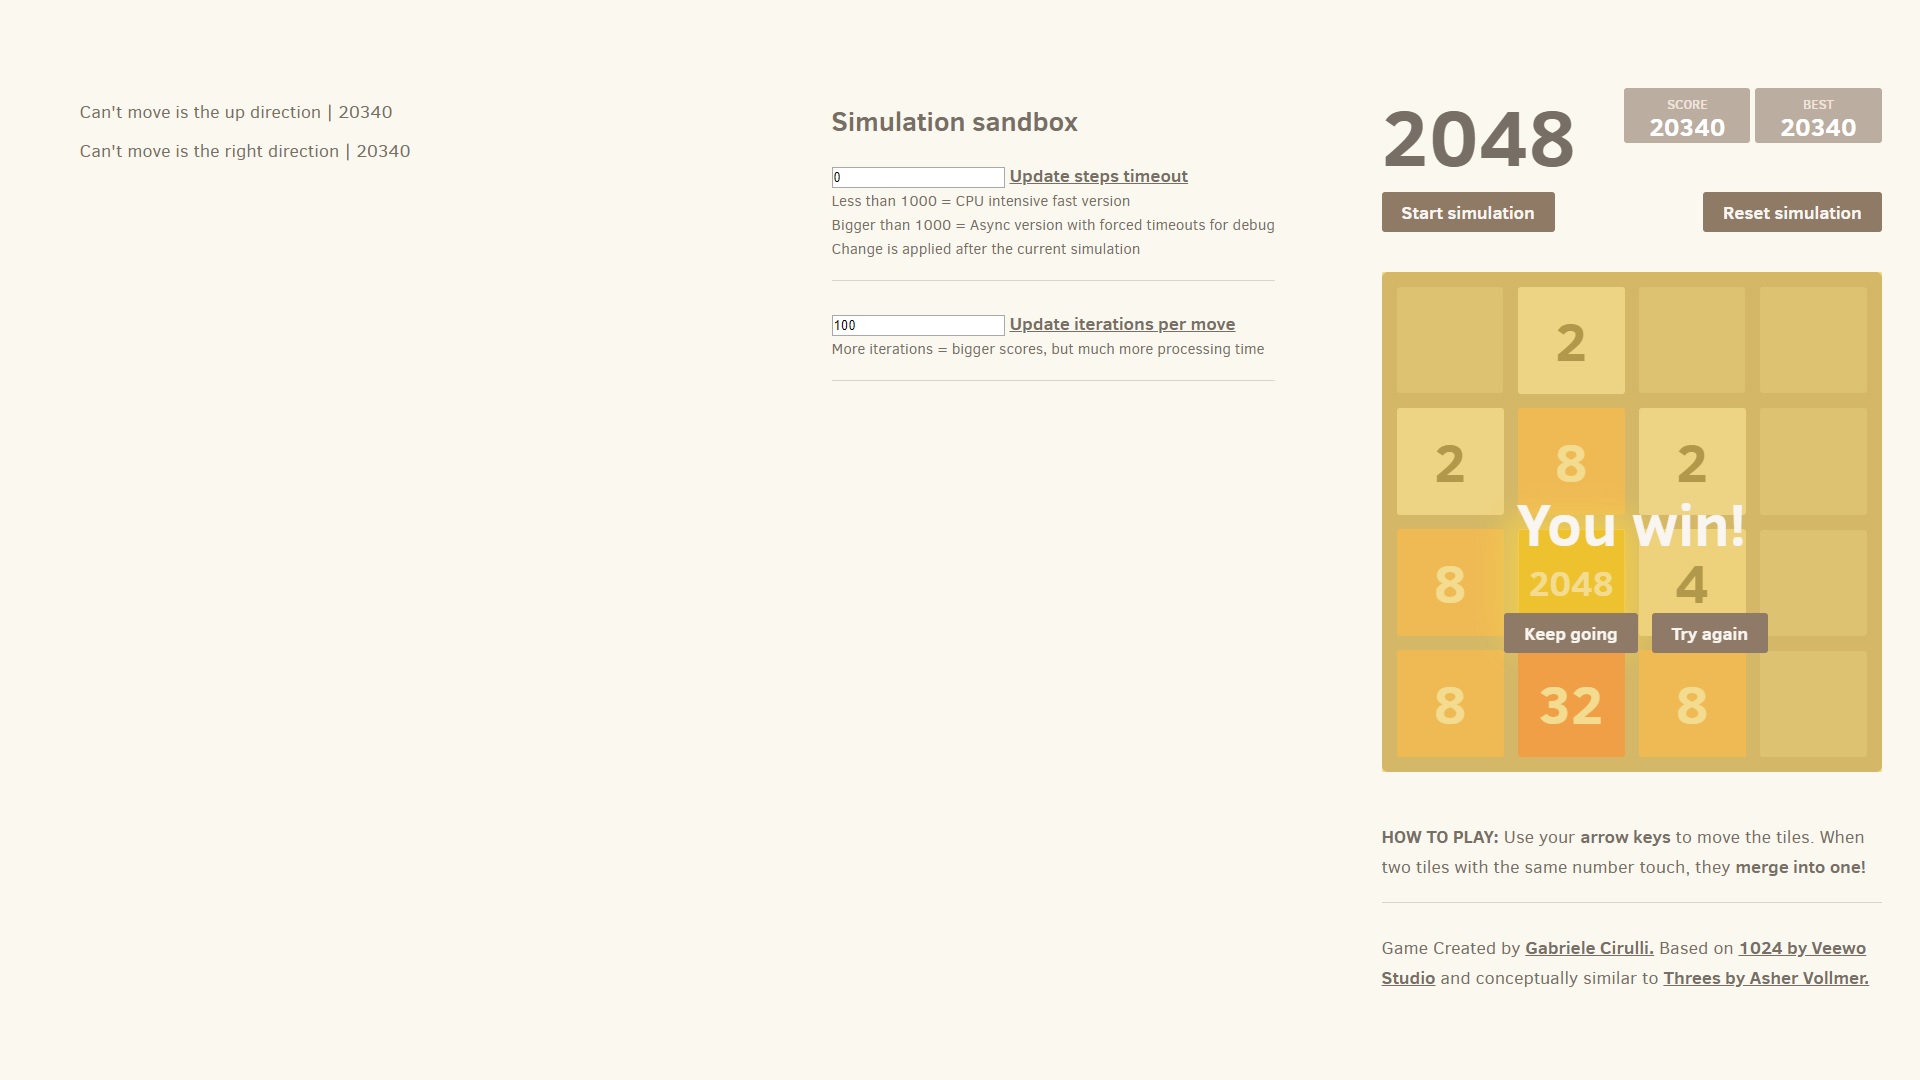 Can't move is the up direction | 20340
Can't move is the right direction | 20340
Simulation sandbox
0 Update steps timeout
Less than 1000 = CPU intensive fast version
Bigger than 1000 = Async version with forced timeouts for debug
Change is applied after the current simulation
100 Update iterations per move
More iterations = bigger scores, but much more processing time
2048
SCORE
20340
BEST
20340
Start simulation
Reset simulation
2
2 8 2
You win!
8 2048 4
Keep going
Try again
8 32 8
HOW TO PLAY: Use your arrow keys to move the tiles. When
two tiles with the same number touch, they merge into one!
Game Created by Gabriele Cirulli. Based on 1024 by Veewo
Studio and conceptually similar to Threes by Asher Vollmer.